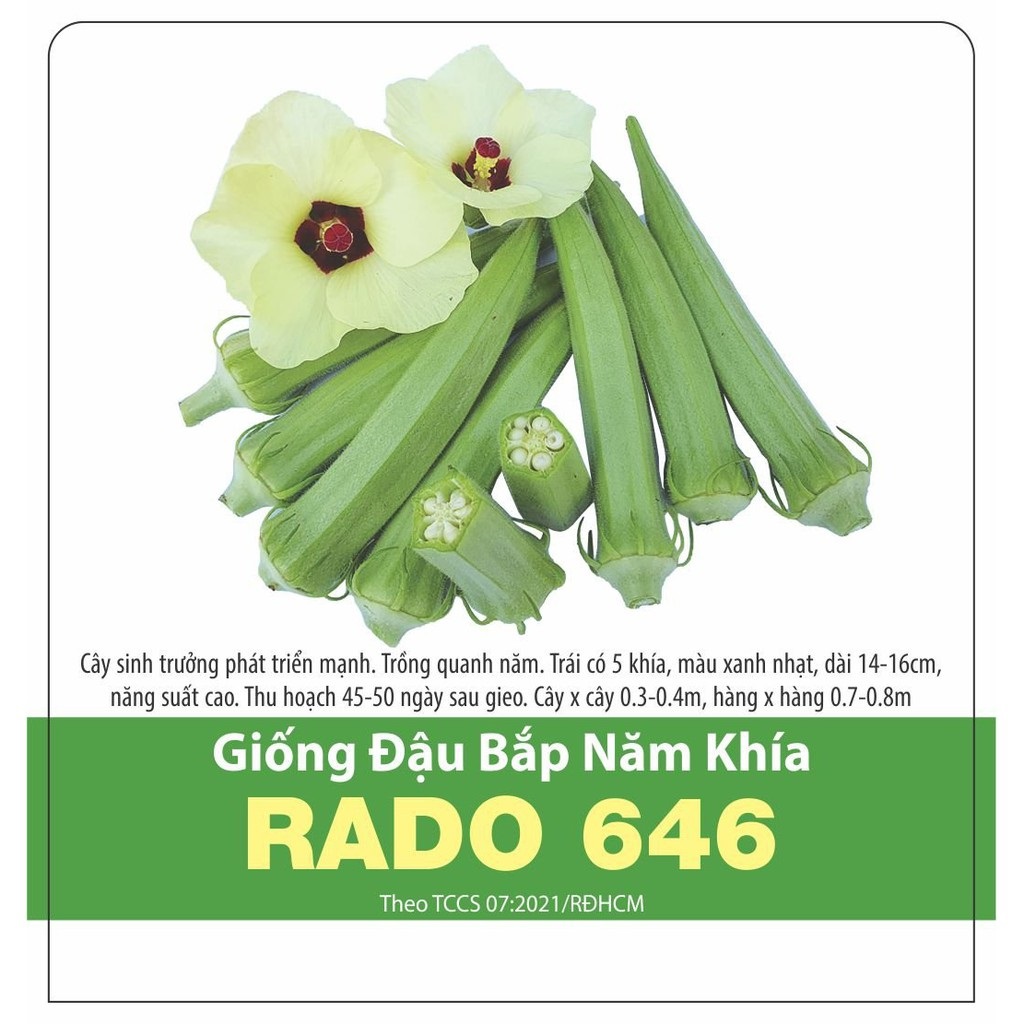 Cây sinh trưởng phát triển mạnh. Trồng quanh năm. Trái có 5 khía, màu xanh nhạt, dài 14-16cm,
năng suất cao. Thu hoạch 45-50 ngày sau gieo. Cây x cây 0.3-0.4m, hàng x hàng 0.7-0.8m
Giống Đậu Bắp Năm Khía
RADO 646
Theo TCCS 07:2021/RĐHCM